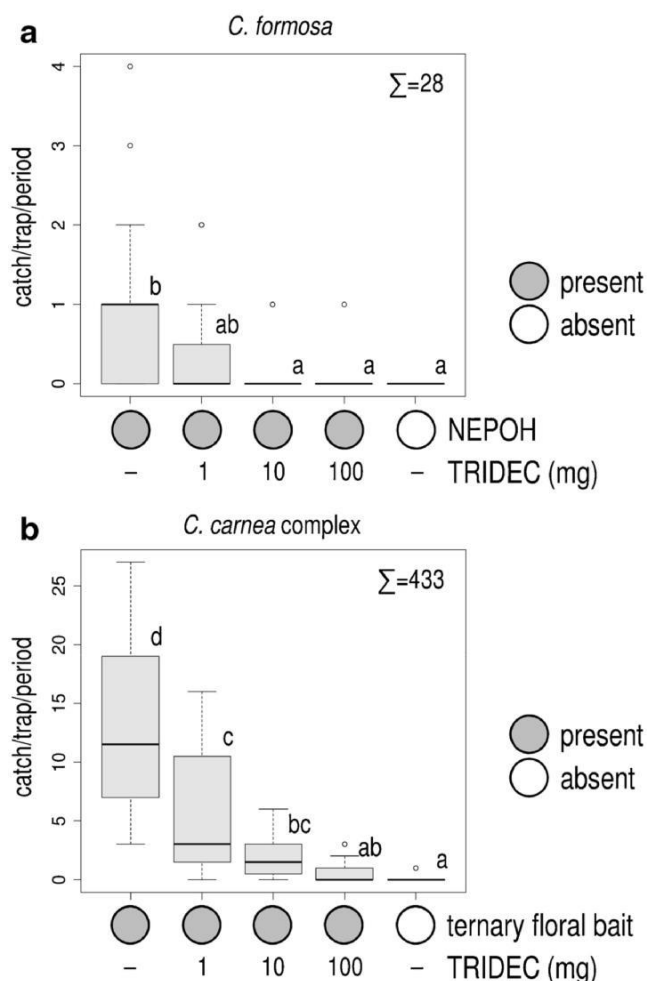 a
C. formosa
∑=28
4
3
2
1
0
catch/trap/period
b
ab
a
a
a
present
absent
NEPOH
– 1 10 100 – TRIDEC (mg)
b
C. carnea complex
∑=433
25
20
15
10
5
0
catch/trap/period
d
c
bc
ab
a
present
absent
ternary floral bait
– 1 10 100 – TRIDEC (mg)